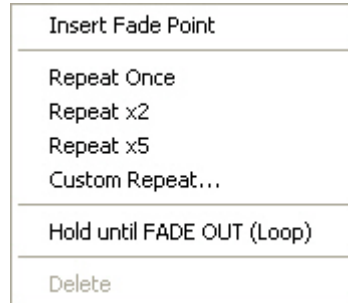 Insert Fade Point
Repeat Once
Repeat x2
Repeat x5
Custom Repeat...
Hold until FADE OUT (Loop)
Delete